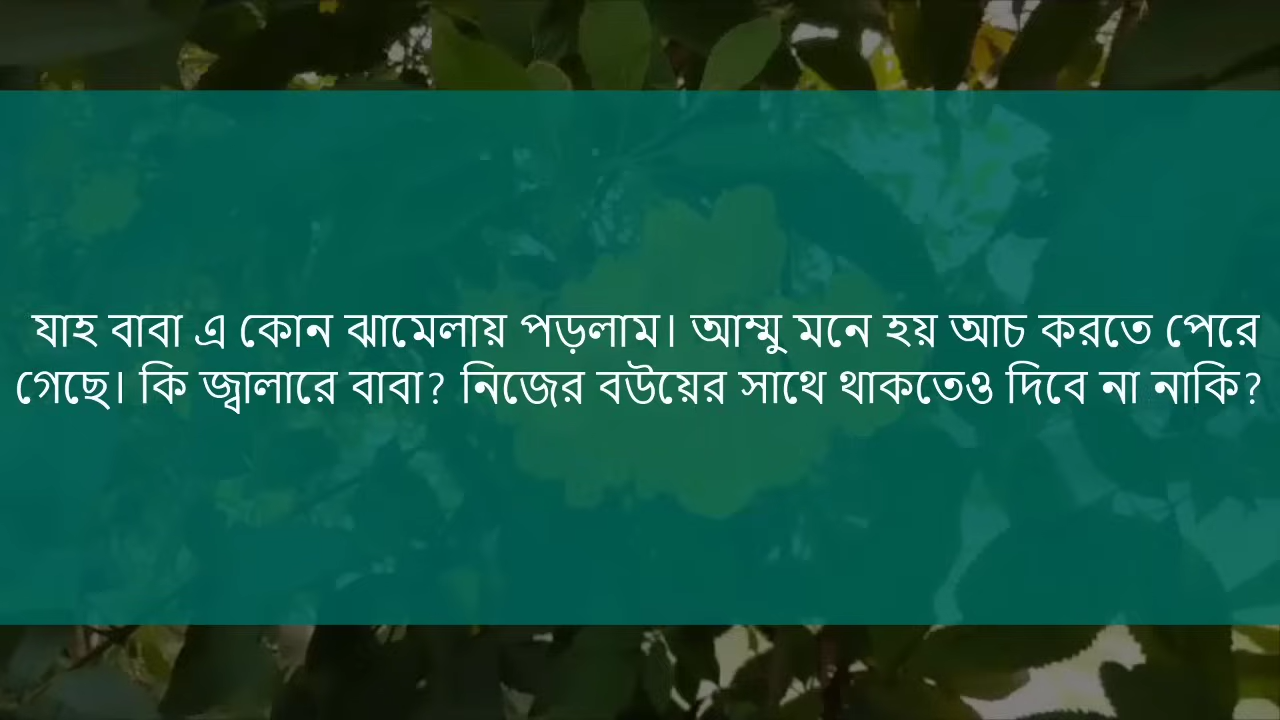 যাহ বাবা এ কোন ঝামেলায় পড়লাম। আম্মু মনে হয় আচ করতে পেরে
গেছে। কি জ্বালারে বাবা? নিজের বউয়ের সাথে থাকতেও দিবে না নাকি?